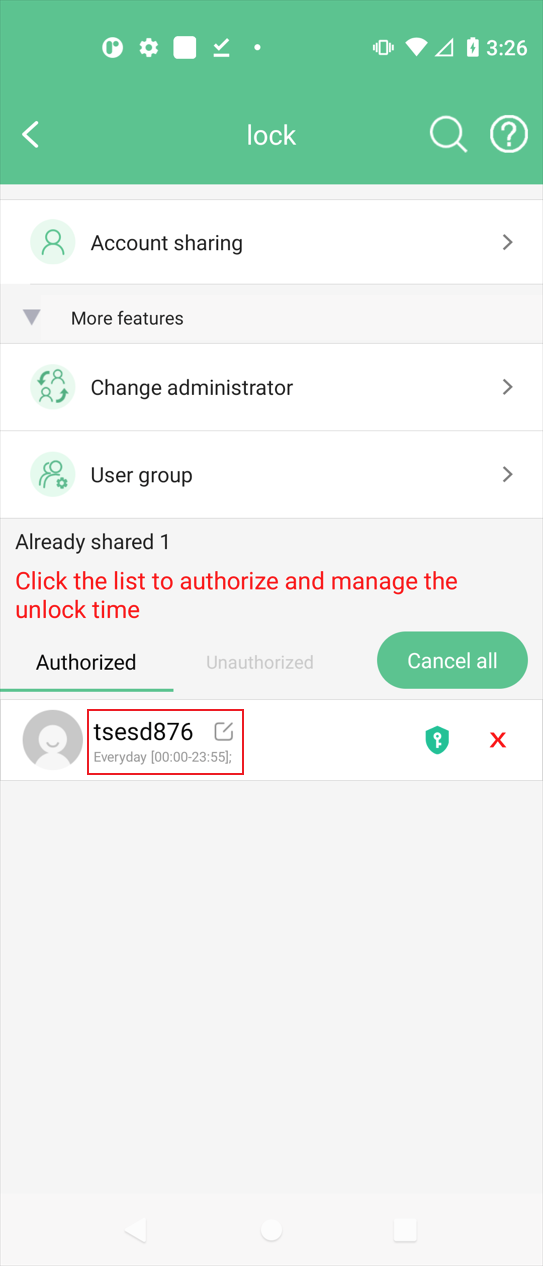 3:26
lock
Account sharing
More features
Change administrator
User group
Already shared 1
Click the list to authorize and manage the
unlock time
Authorized
Unauthorized
Cancel all
tsesd876
Everyday [00:00-23:55];